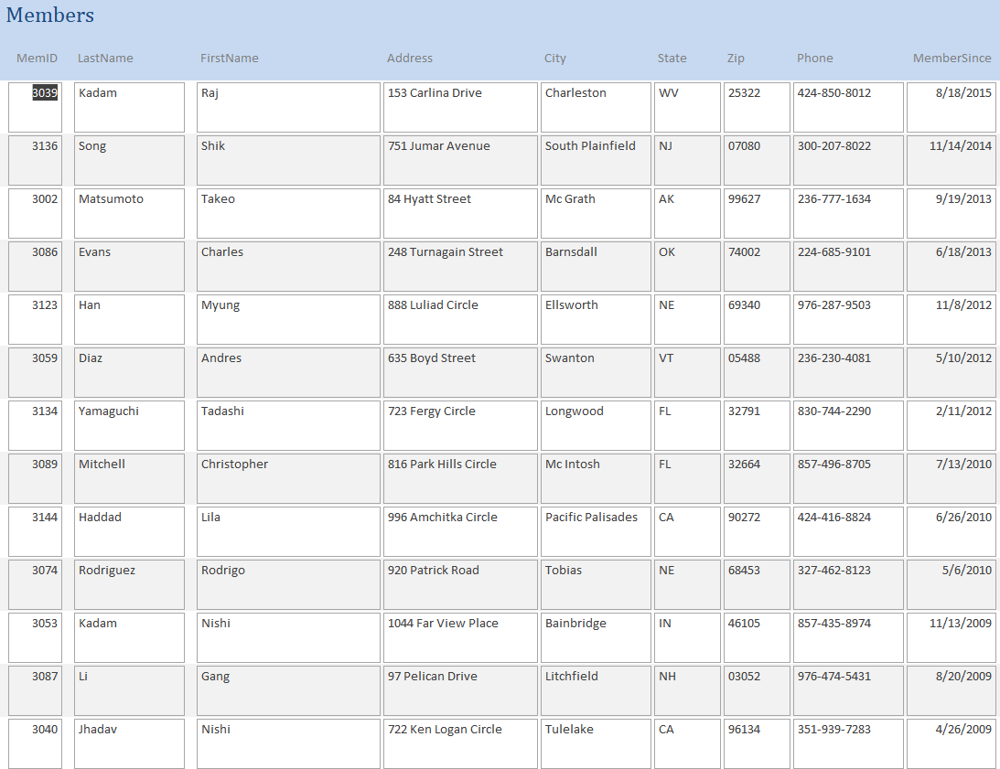 Members
MemID LastName FirstName Address City State Zip Phone MemberSince
3039 Kadam Raj 153 Carlina Drive Charleston WV 25322 424-850-8012 8/18/2015
3136 Song Shik 751 Jumar Avenue South Plainfield NJ 07080 300-207-8022 11/14/2014
3002 Matsumoto Takeo 84 Hyatt Street Mc Grath AK 99627 236-777-1634 9/19/2013
3086 Evans Charles 248 Turnagain Street Barnsdall OK 74002 224-685-9101 6/18/2013
3123 Han Myung 888 Luliad Circle Ellsworth NE 69340 976-287-9503 11/8/2012
3059 Diaz Andres 635 Boyd Street Swanton VT 05488 236-230-4081 5/10/2012
3134 Yamaguchi Tadashi 723 Fergy Circle Longwood FL 32791 830-744-2290 2/11/2012
3089 Mitchell Christopher 816 Park Hills Circle Mc Intosh FL 32664 857-496-8705 7/13/2010
3144 Haddad Lila 996 Amchitka Circle Pacific Palisades CA 90272 424-416-8824 6/26/2010
3074 Rodriguez Rodrigo 920 Patrick Road Tobias NE 68453 327-462-8123 5/6/2010
3053 Kadam Nishi 1044 Far View Place Bainbridge IN 46105 857-435-8974 11/13/2009
3087 Li Gang 97 Pelican Drive Litchfield NH 03052 976-474-5431 8/20/2009
3040 Jhadav Nishi 722 Ken Logan Circle Tulelake CA 96134 351-939-7283 4/26/2009